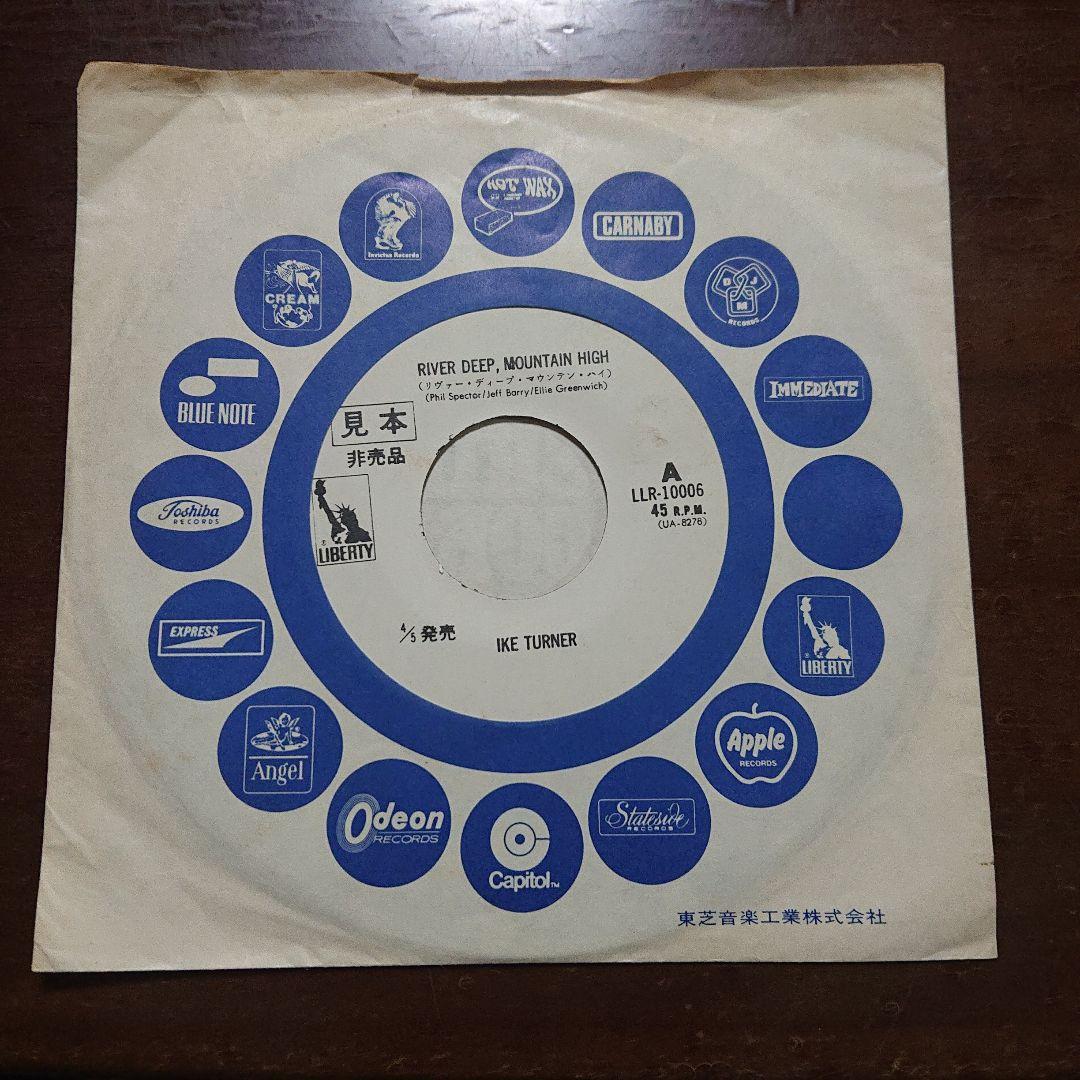 HOT WAX
CARNABY
D J M
RECORDS
IMMEDIATE
® LIBERTY
Apple
RECORDS
Stateside
RECORDS
Capitol™
Odeon
RECORDS
Angel
EXPRESS
Toshiba
RECORDS
BLUE NOTE
CREAM
Invictus Records
RIVER DEEP, MOUNTAIN HIGH
(リヴァー・ディープ・マウンテン・ハイ)
(Phil Spector/Jeff Barry/Ellie Greenwich)
見本
非売品
® LIBERTY
A
LLR-10006
45 R.P.M.
(UA-8278)
4/5 発売
IKE TURNER
東芝音楽工業株式会社